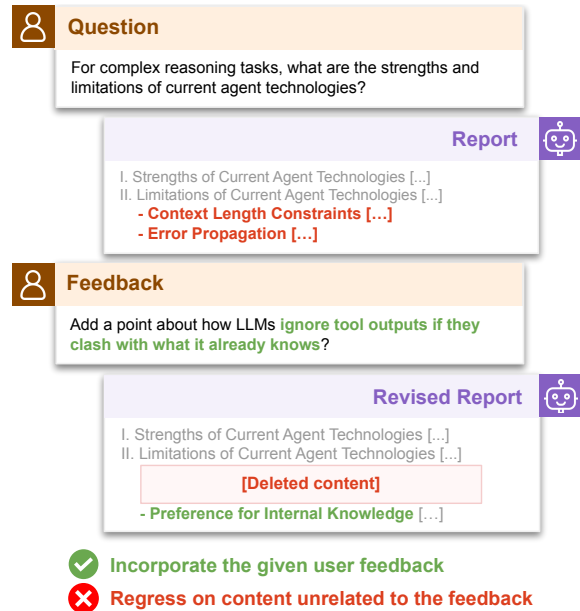 Question
For complex reasoning tasks, what are the strengths and
limitations of current agent technologies?
Report
I. Strengths of Current Agent Technologies [...]
II. Limitations of Current Agent Technologies [...]
- Context Length Constraints […]
- Error Propagation […]
Feedback
Add a point about how LLMs ignore tool outputs if they
clash with what it already knows?
Revised Report
I. Strengths of Current Agent Technologies [...]
II. Limitations of Current Agent Technologies [...]
[Deleted content]
- Preference for Internal Knowledge […]
Incorporate the given user feedback
Regress on content unrelated to the feedback